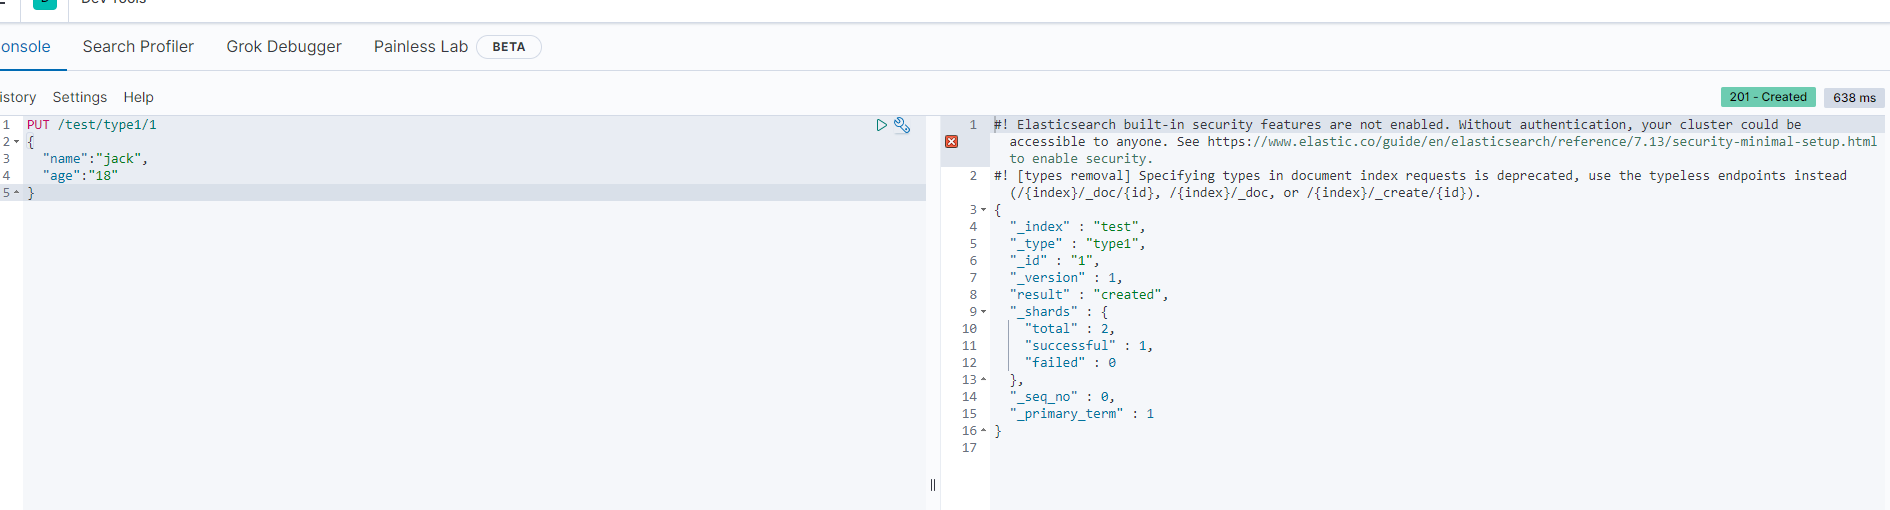 Console Search Profiler Grok Debugger Painless Lab BETA
istory Settings Help
201 - Created 638 ms
1 PUT /test/type1/1
2 {
3 "name":"jack",
4 "age":"18"
5 }
1 #! Elasticsearch built-in security features are not enabled. Without authentication, your cluster could be
accessible to anyone. See https://www.elastic.co/guide/en/elasticsearch/reference/7.13/security-minimal-setup.html
to enable security.
2 #! [types removal] Specifying types in document index requests is deprecated, use the typeless endpoints instead
(/{index}/_doc/{id}, /{index}/_doc, or /{index}/_create/{id}).
3 {
4 "_index" : "test",
5 "_type" : "type1",
6 "_id" : "1",
7 "_version" : 1,
8 "result" : "created",
9 "_shards" : {
10 "total" : 2,
11 "successful" : 1,
12 "failed" : 0
13 },
14 "_seq_no" : 0,
15 "_primary_term" : 1
16 }
17